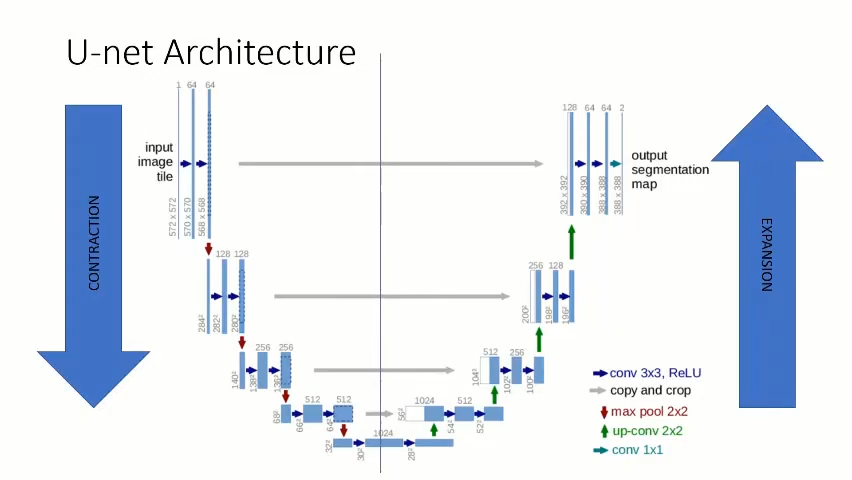 U-net Architecture
1 64 64
128 64 64 2
input
image
tile
output
segmentation
map
572 x 572
570 x 570
568 x 568
392 x 392
390 x 390
388 x 388
388 x 388
CONTRACTION
EXPANSION
128 128
256 128
284²
282²
280²
200²
198²
196²
256 256
512 256
140²
138²
136²
104²
102²
100²
512 512
1024 512
68²
66²
64²
56²
54²
52²
1024
32²
30²
28²
conv 3x3, ReLU
copy and crop
max pool 2x2
up-conv 2x2
conv 1x1